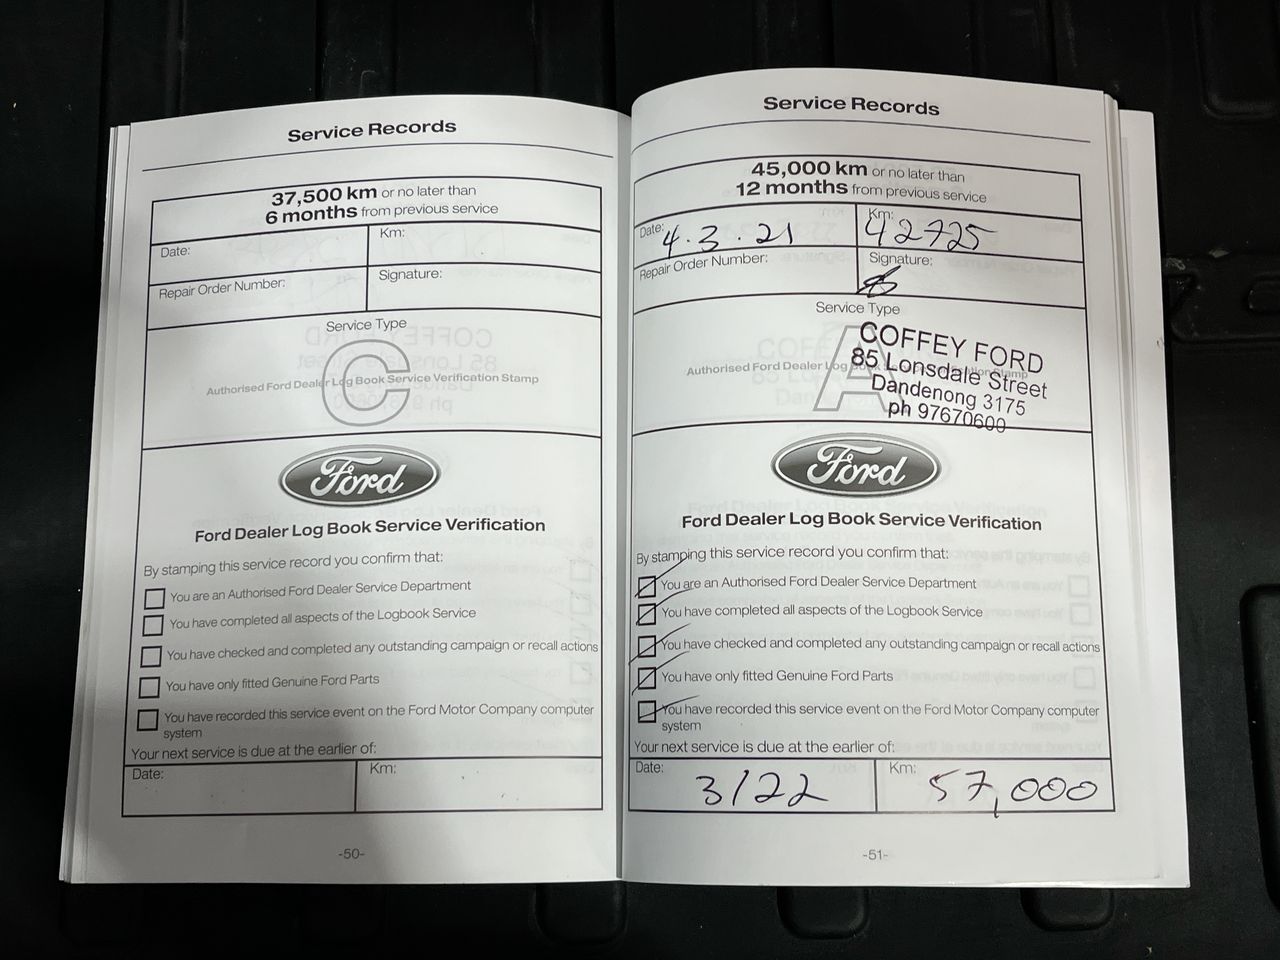 Service Records
37,500 km or no later than
6 months from previous service
Date:
Km:
Repair Order Number:
Signature:
Service Type
C
Authorised Ford Dealer Log Book Service Verification Stamp
Ford
Ford Dealer Log Book Service Verification
By stamping this service record you confirm that:
You are an Authorised Ford Dealer Service Department
You have completed all aspects of the Logbook Service
You have checked and completed any outstanding campaign or recall actions
You have only fitted Genuine Ford Parts
You have recorded this service event on the Ford Motor Company computer
system
Your next service is due at the earlier of:
Date:
Km:
-50-
Service Records
45,000 km or no later than
12 months from previous service
Date: 4.3.21
Km: 42725
Repair Order Number:
Signature:
Service Type
A
Authorised Ford Dealer Log Book Service Verification Stamp
COFFEY FORD
85 Lonsdale Street
Dandenong 3175
ph 97670600
Ford
Ford Dealer Log Book Service Verification
By stamping this service record you confirm that:
You are an Authorised Ford Dealer Service Department
You have completed all aspects of the Logbook Service
You have checked and completed any outstanding campaign or recall actions
You have only fitted Genuine Ford Parts
You have recorded this service event on the Ford Motor Company computer
system
Your next service is due at the earlier of:
Date: 3/22
Km: 57,000
-51-